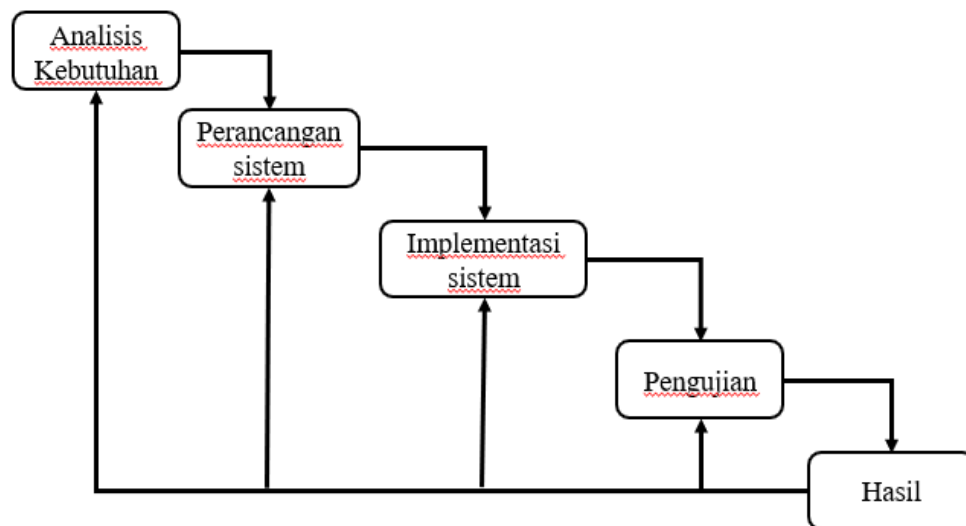 Analisis
Kebutuhan
Perancangan
sistem
Implementasi
sistem
Pengujian
Hasil